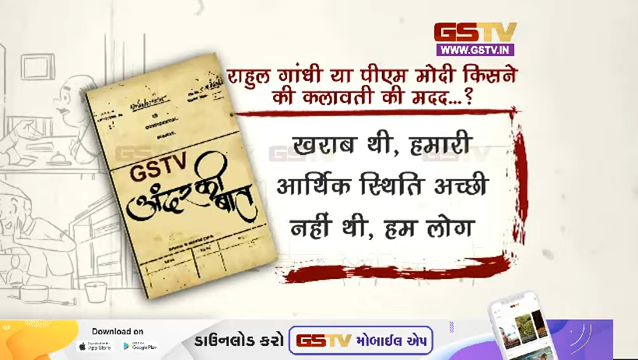 GSTV
WWW.GSTV.IN
राहुल गांधी या पीएम मोदी किसने
की कलावती की मदद...?
खराब थी, हमारी
आर्थिक स्थिति अच्छी
नहीं थी, हम लोग
CONFIDENTIAL
GSTV
अंदर की बात
Download on
App Store
Google Play
ડાઉનલોડ કરો GSTV મોબાઈલ એપ